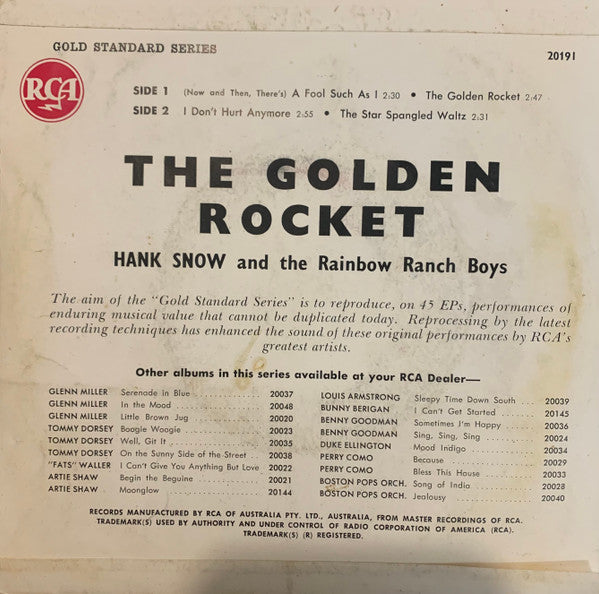 GOLD STANDARD SERIES
20191
RCA
SIDE 1 (Now and Then, There's) A Fool Such As I 2:30 • The Golden Rocket 2:47
SIDE 2 I Don't Hurt Anymore 2:55 • The Star Spangled Waltz 2:31
THE GOLDEN
ROCKET
HANK SNOW and the Rainbow Ranch Boys
The aim of the "Gold Standard Series" is to reproduce, on 45 EPs, performances of
enduring musical value that cannot be duplicated today. Reprocessing by the latest
recording techniques has enhanced the sound of these original performances by RCA's
greatest artists.
Other albums in this series available at your RCA Dealer—
GLENN MILLER Serenade in Blue 20037
GLENN MILLER In the Mood 20048
GLENN MILLER Little Brown Jug 20020
TOMMY DORSEY Boogie Woogie 20023
TOMMY DORSEY Well, Git It 20035
TOMMY DORSEY On the Sunny Side of the Street 20038
"FATS" WALLER I Can't Give You Anything But Love 20022
ARTIE SHAW Begin the Beguine 20021
ARTIE SHAW Moonglow 20144
LOUIS ARMSTRONG Sleepy Time Down South 20039
BUNNY BERIGAN I Can't Get Started 20145
BENNY GOODMAN Sometimes I'm Happy 20036
BENNY GOODMAN Sing, Sing, Sing 20024
DUKE ELLINGTON Mood Indigo 20034
PERRY COMO Because 20029
PERRY COMO Bless This House 20033
BOSTON POPS ORCH. Song of India 20028
BOSTON POPS ORCH. Jealousy 20040
RECORDS MANUFACTURED BY RCA OF AUSTRALIA PTY. LTD., AUSTRALIA, FROM MASTER RECORDINGS OF RCA.
TRADEMARK(S) USED BY AUTHORITY AND UNDER CONTROL OF RADIO CORPORATION OF AMERICA (RCA).
TRADEMARK(S) (R) REGISTERED.